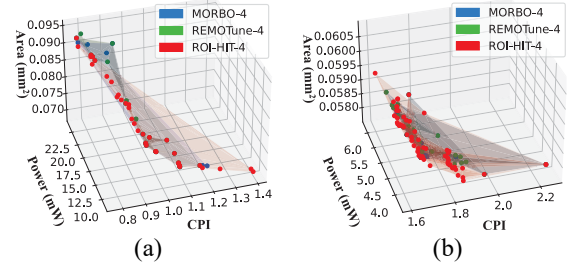 MORBO-4
REMOTune-4
ROI-HIT-4
Area (mm²)
0.095
0.090
0.085
0.080
0.075
0.070
Power (mW)
22.5
20.0
17.5
15.0
12.5
10.0
0.8 0.9 1.0 1.1 1.2 1.3 1.4
CPI
(a)
MORBO-4
REMOTune-4
ROI-HIT-4
Area (mm²)
0.0605
0.0600
0.0595
0.0590
0.0585
0.0580
Power (mW)
6.0
5.5
5.0
4.5
4.0
1.6 1.8 2.0 2.2
CPI
(b)